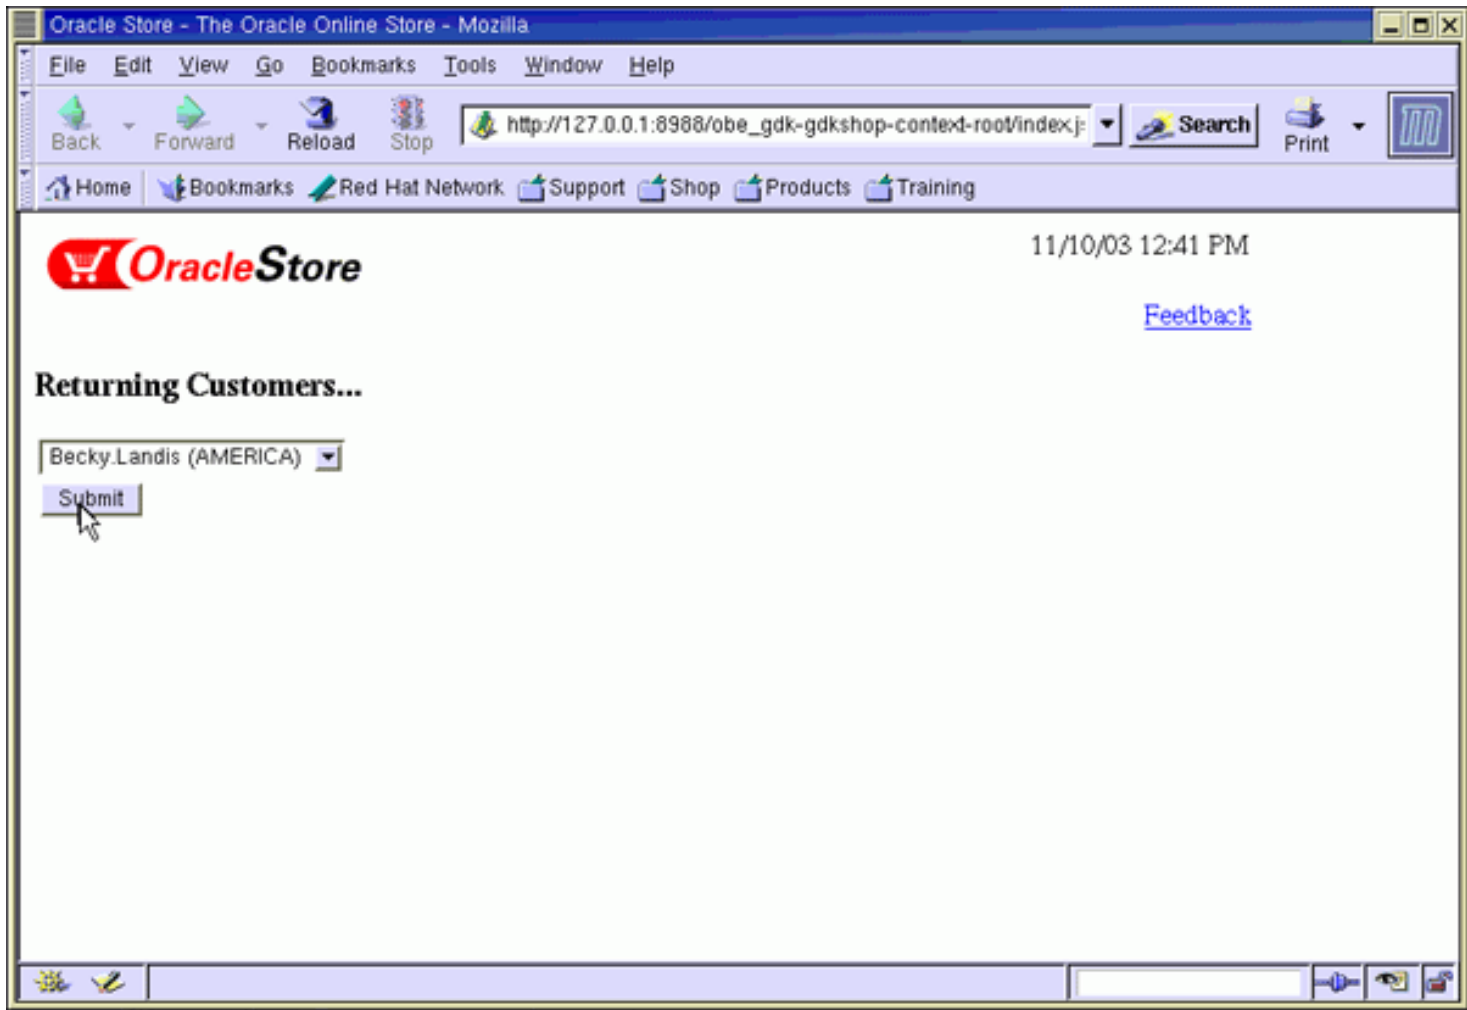 Oracle Store - The Oracle Online Store - Mozilla
File Edit View Go Bookmarks Tools Window Help
Back Forward Reload Stop http://127.0.0.1:8988/obe_gdk-gdkshop-context-root/index.j Search Print
Home Bookmarks Red Hat Network Support Shop Products Training
OracleStore 11/10/03 12:41 PM
Feedback
Returning Customers...
Becky.Landis (AMERICA)
Submit